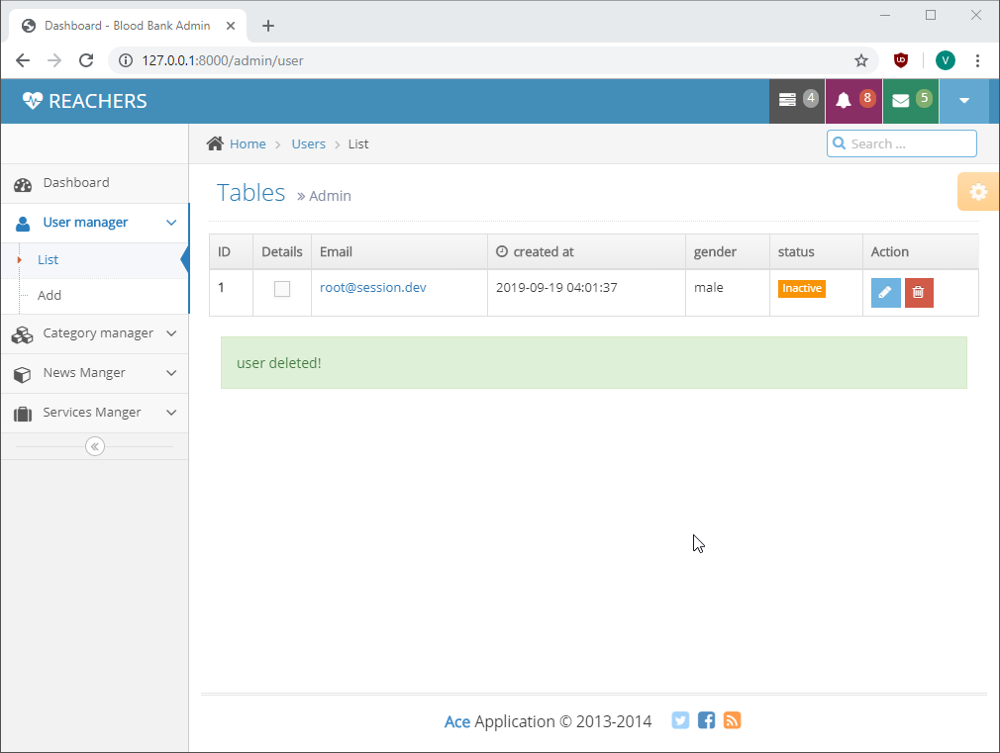 Dashboard - Blood Bank Admin
127.0.0.1:8000/admin/user
V
REACHERS
4
8
5
Home > Users > List
Search ...
Dashboard
User manager
List
Add
Category manager
News Manger
Services Manger
Tables » Admin
ID Details Email created at gender status Action
1 root@session.dev 2019-09-19 04:01:37 male Inactive
user deleted!
Ace Application © 2013-2014